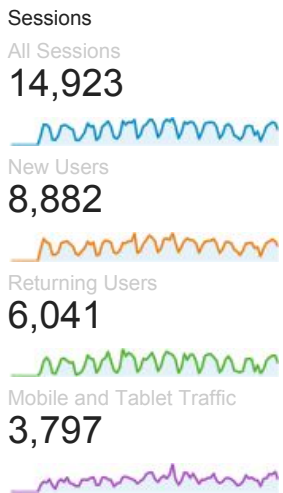 Sessions
All Sessions
14,923
New Users
8,882
Returning Users
6,041
Mobile and Tablet Traffic
3,797